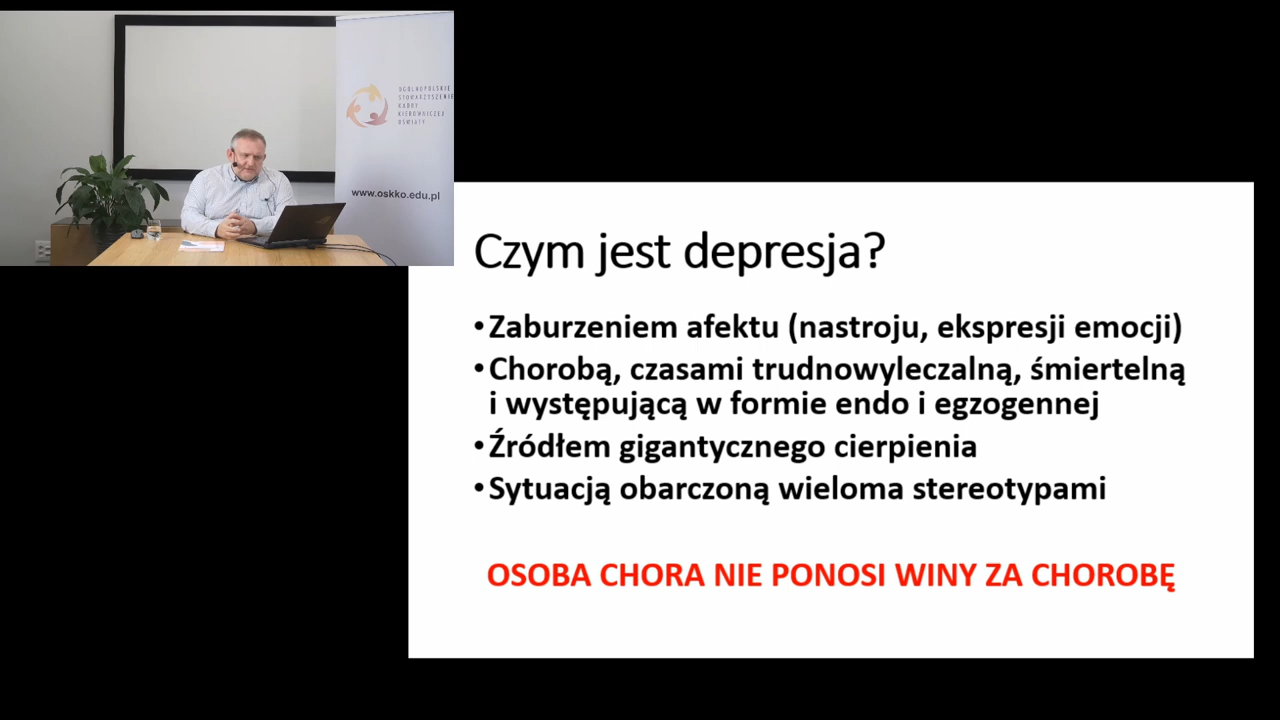 OGÓLNOPOLSKIE
STOWARZYSZENIE
KADRY
KIEROWNICZEJ
OŚWIATY
www.oskko.edu.pl
Czym jest depresja?
•Zaburzeniem afektu (nastroju, ekspresji emocji)
•Chorobą, czasami trudnowyleczalną, śmiertelną
i występującą w formie endo i egzogennej
•Źródłem gigantycznego cierpienia
•Sytuacją obarczoną wieloma stereotypami
OSOBA CHORA NIE PONOSI WINY ZA CHOROBĘ